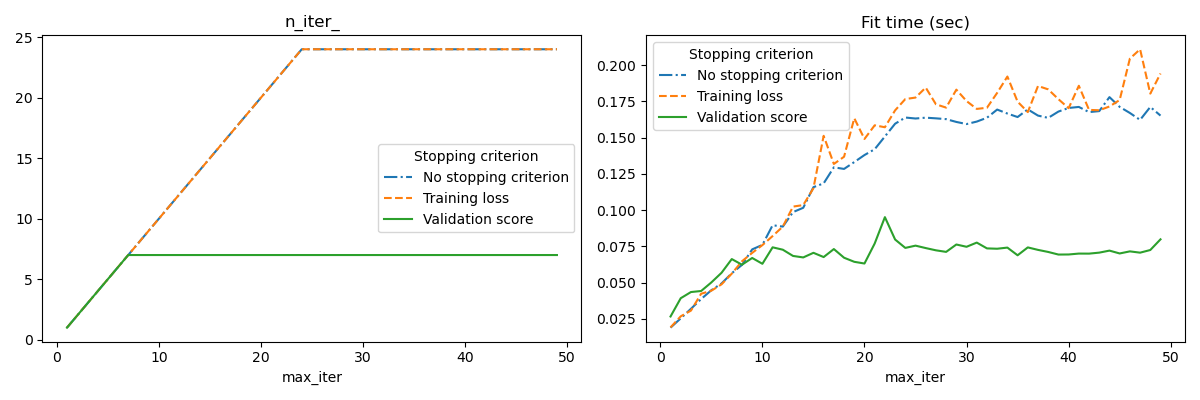 n_iter_
25
20
15
10
5
0
Stopping criterion
No stopping criterion
Training loss
Validation score
0
10
20
30
40
50
max_iter
Fit time (sec)
0.200
0.175
0.150
0.125
0.100
0.075
0.050
0.025
Stopping criterion
No stopping criterion
Training loss
Validation score
0
10
20
30
40
50
max_iter